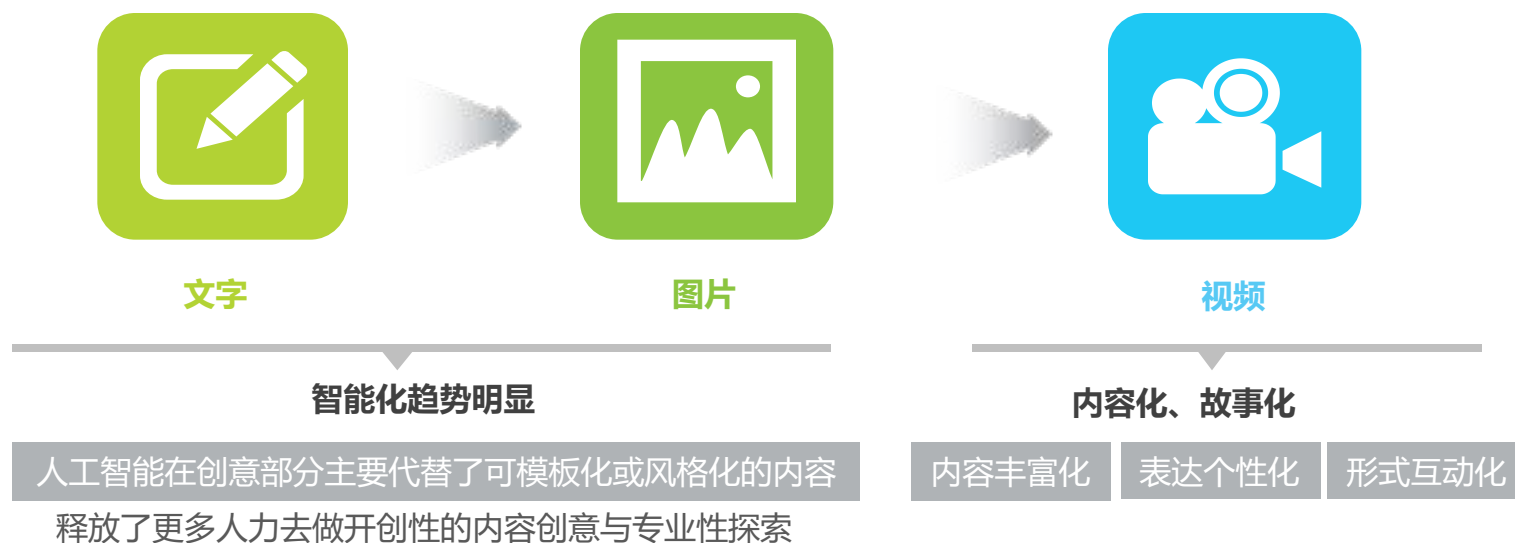 文字
图片
视频
智能化趋势明显
内容化、故事化
人工智能在创意部分主要代替了可模板化或风格化的内容
内容丰富化
表达个性化
形式互动化
释放了更多人力去做开创性的内容创意与专业性探索